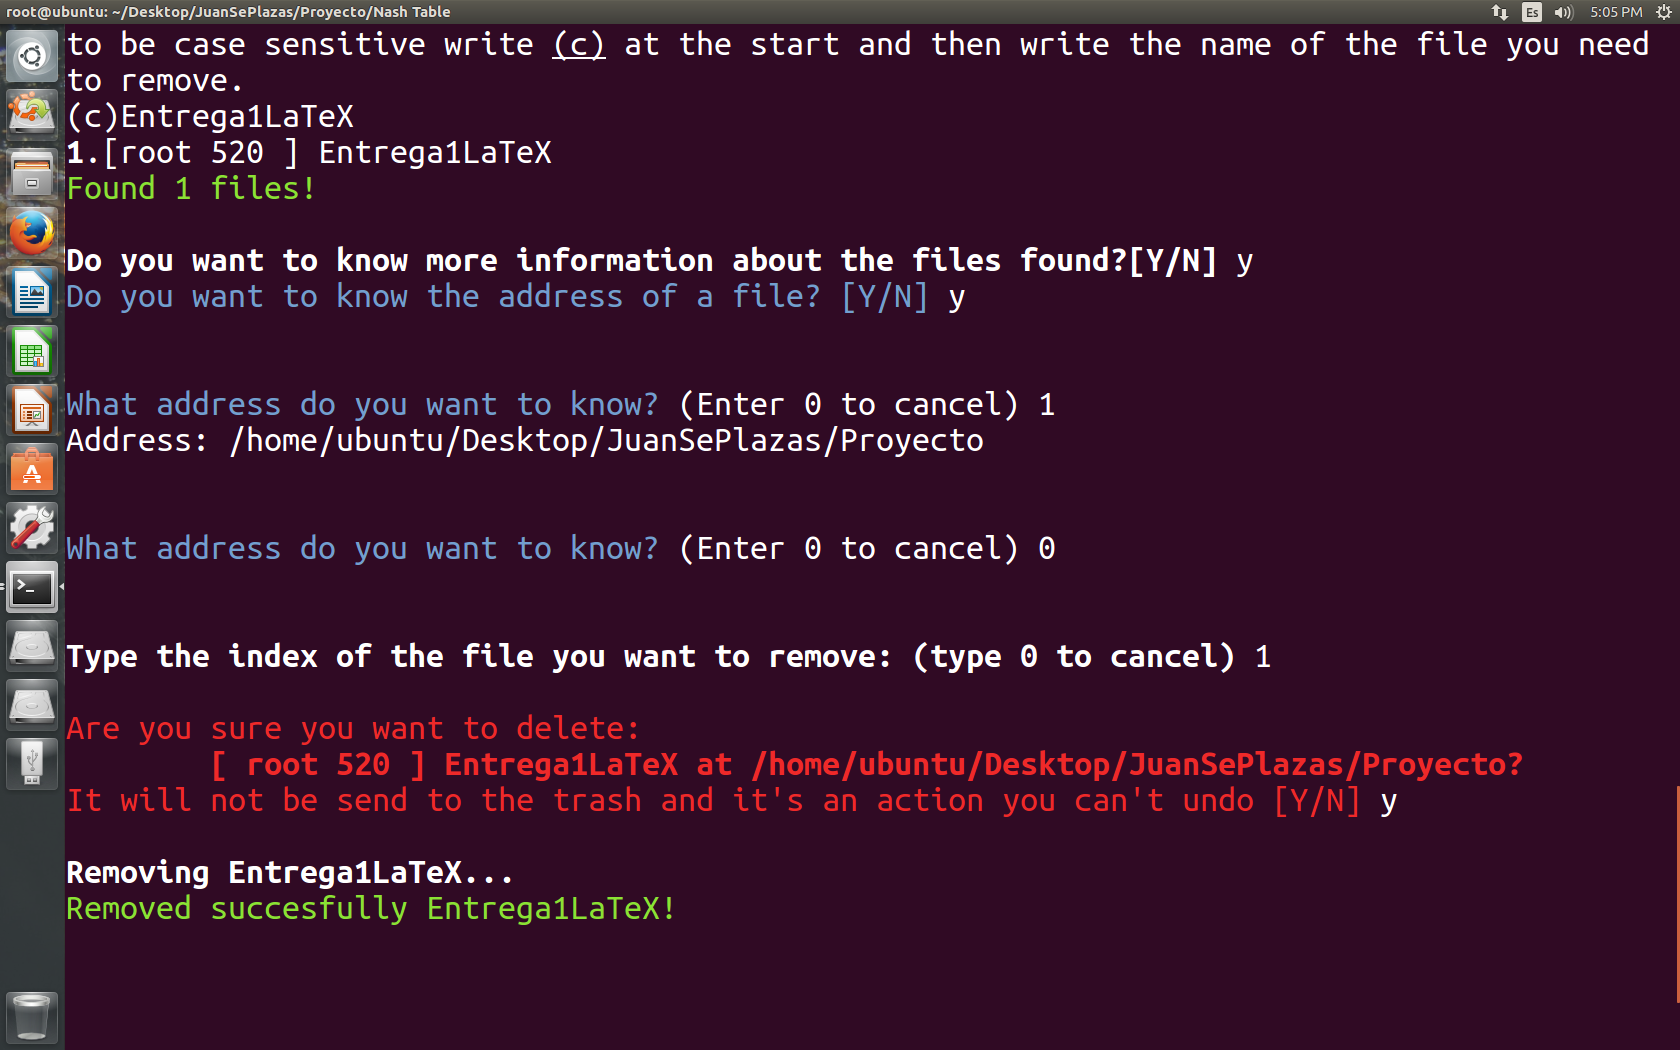 root@ubuntu: ~/Desktop/JuanSePlazas/Proyecto/Nash Table
Es
5:05 PM
to be case sensitive write (c) at the start and then write the name of the file you need
to remove.
(c)Entrega1LaTeX
1.[root 520 ] Entrega1LaTeX
Found 1 files!
Do you want to know more information about the files found?[Y/N] y
Do you want to know the address of a file? [Y/N] y
What address do you want to know? (Enter 0 to cancel) 1
Address: /home/ubuntu/Desktop/JuanSePlazas/Proyecto
What address do you want to know? (Enter 0 to cancel) 0
Type the index of the file you want to remove: (type 0 to cancel) 1
Are you sure you want to delete:
[ root 520 ] Entrega1LaTeX at /home/ubuntu/Desktop/JuanSePlazas/Proyecto?
It will not be send to the trash and it's an action you can't undo [Y/N] y
Removing Entrega1LaTeX...
Removed succesfully Entrega1LaTeX!